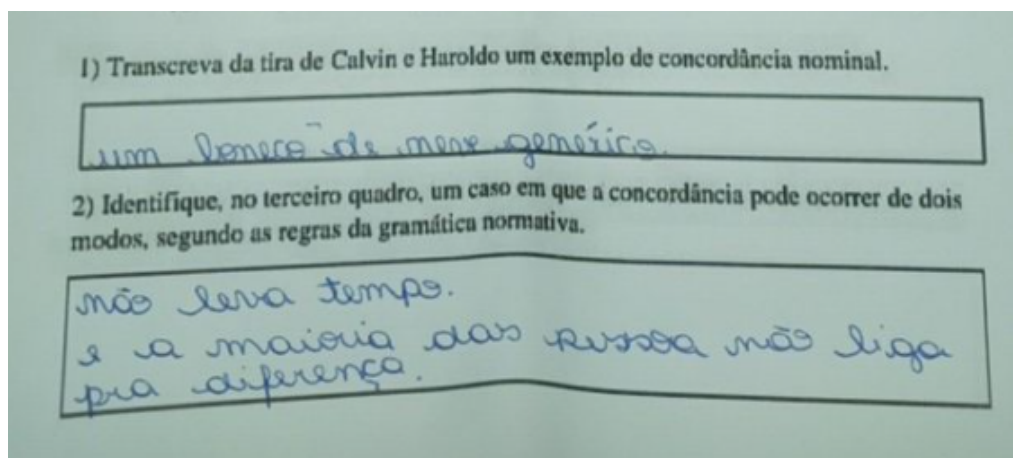 1) Transcreva da tira de Calvin e Haroldo um exemplo de concordância nominal.
um boneco de neve genérico.
2) Identifique, no terceiro quadro, um caso em que a concordância pode ocorrer de dois
modos, segundo as regras da gramática normativa.
não leva tempo.
e a maioria das pessoa não liga
pra diferença.